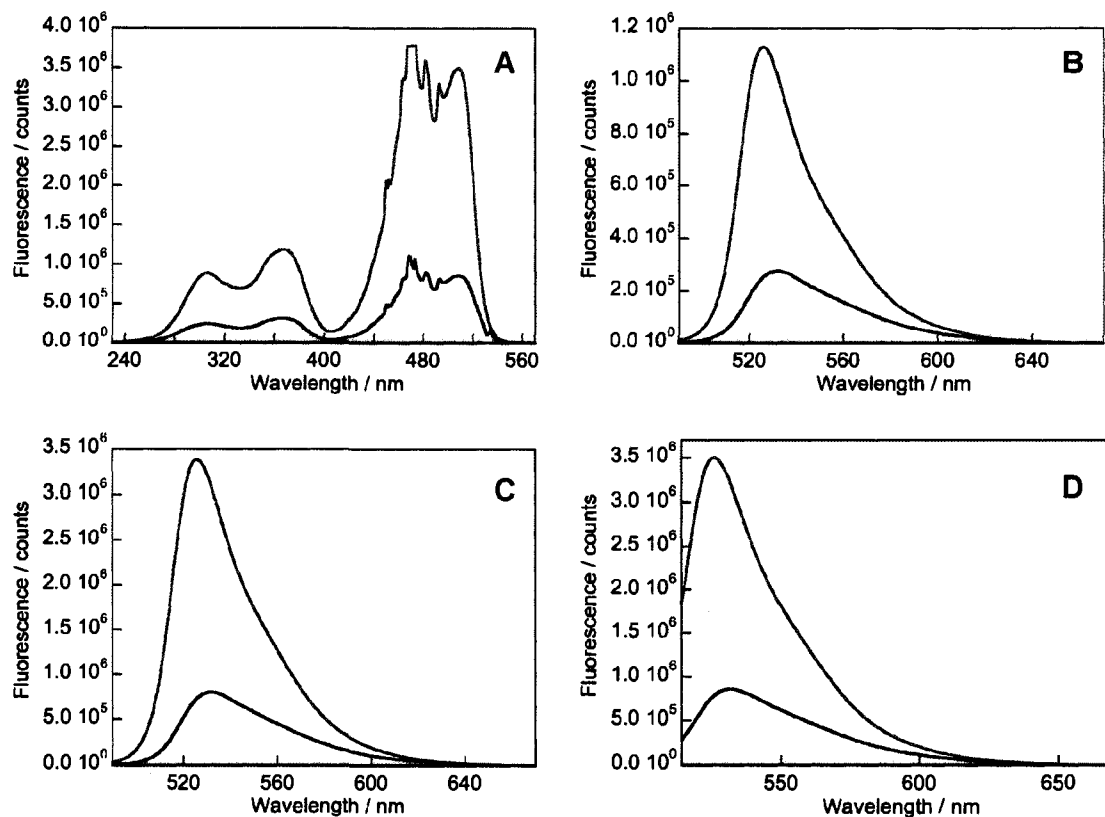 A
4.0 10⁶
3.5 10⁶
3.0 10⁶
2.5 10⁶
2.0 10⁶
1.5 10⁶
1.0 10⁶
5.0 10⁵
0.0 10⁰
Fluorescence / counts
240 320 400 480 560
Wavelength / nm
B
1.2 10⁶
1.0 10⁶
8.0 10⁵
6.0 10⁵
4.0 10⁵
2.0 10⁵
0.0 10⁰
Fluorescence / counts
520 560 600 640
Wavelength / nm
C
3.5 10⁶
3.0 10⁶
2.5 10⁶
2.0 10⁶
1.5 10⁶
1.0 10⁶
5.0 10⁵
0.0 10⁰
Fluorescence / counts
520 560 600 640
Wavelength / nm
D
3.5 10⁶
3.0 10⁶
2.5 10⁶
2.0 10⁶
1.5 10⁶
1.0 10⁶
5.0 10⁵
0.0 10⁰
Fluorescence / counts
550 600 650
Wavelength / nm